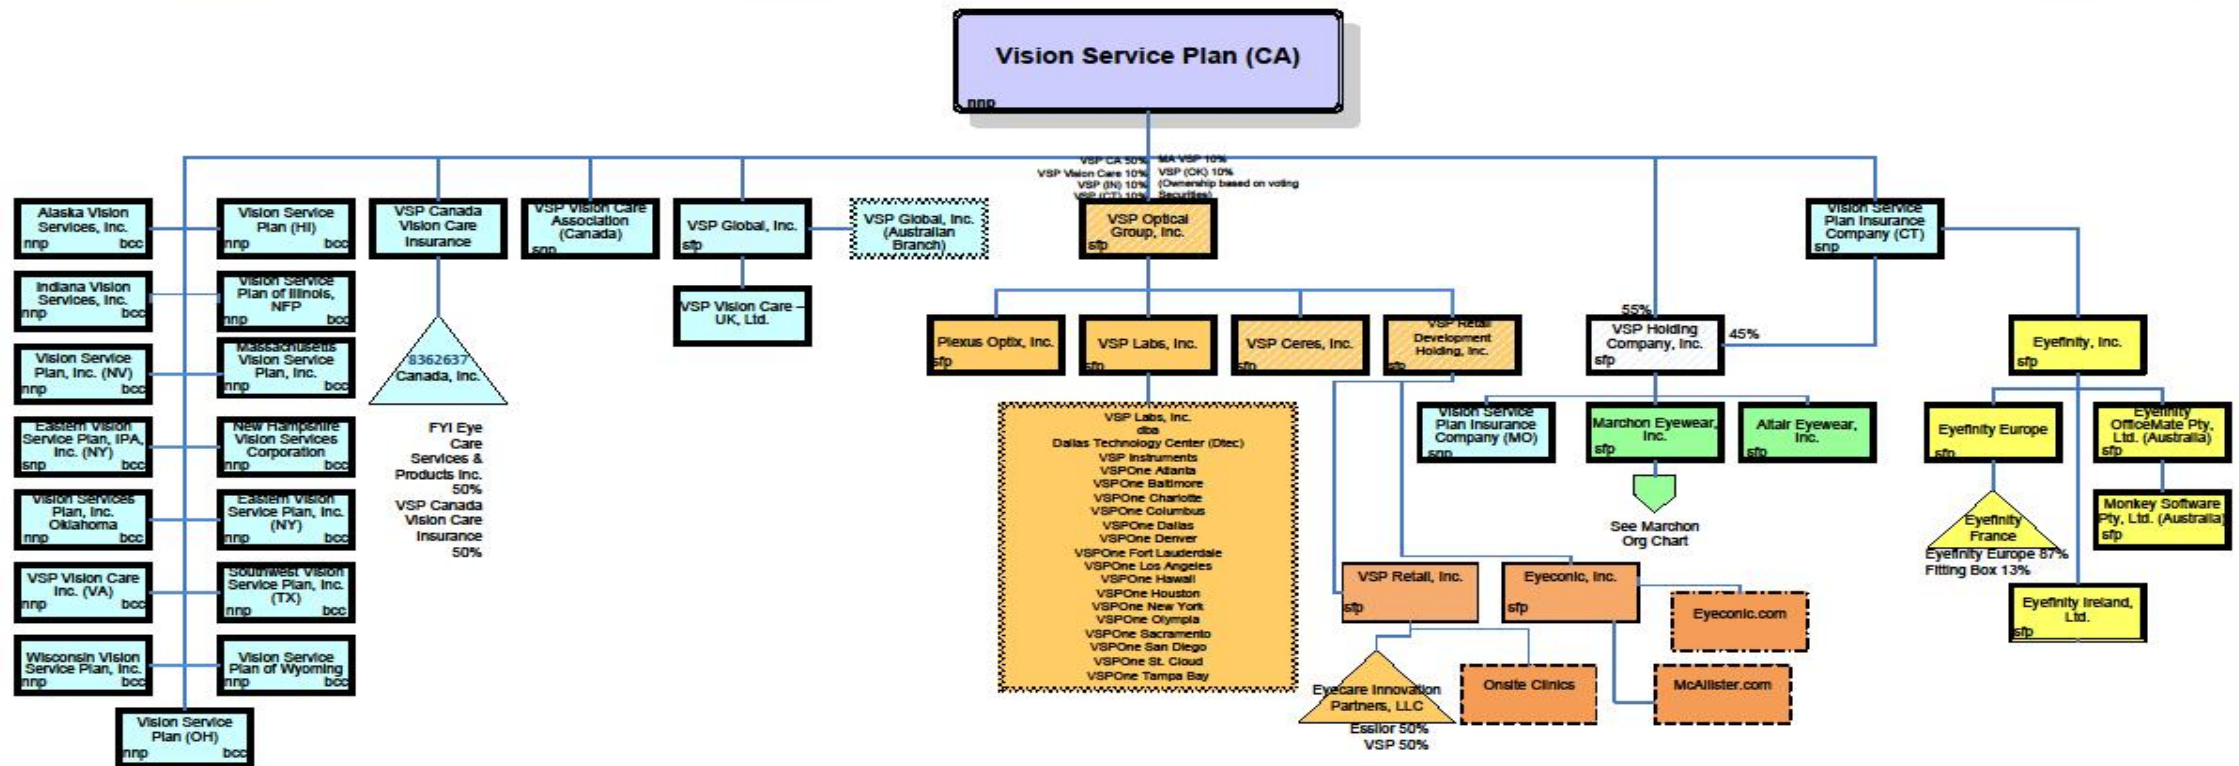 Vision Service Plan (CA)
nnp
VSP CA 50%
VSP Vision Care 10%
VSP (IN) 10%
VSP (CT) 10%
MA VSP 10%
VSP (OK) 10%
(Ownership based on voting
Securities)
Alaska Vision
Services, Inc.
nnp bcc
Vision Service
Plan (HI)
nnp bcc
Indiana Vision
Services, Inc.
nnp bcc
Vision Service
Plan of Illinois,
NFP
nnp bcc
Vision Service
Plan, Inc. (NV)
nnp bcc
Massachusetts
Vision Service
Plan, Inc.
nnp bcc
Eastern Vision
Service Plan, IPA,
Inc. (NY)
snp bcc
New Hampshire
Vision Services
Corporation
nnp bcc
Vision Services
Plan, Inc.
Oklahoma
nnp bcc
Eastern Vision
Service Plan, Inc.
(NY)
nnp bcc
VSP Vision Care
Inc. (VA)
nnp bcc
Southwest Vision
Service Plan, Inc.
(TX)
nnp bcc
Wisconsin Vision
Service Plan, Inc.
nnp bcc
Vision Service
Plan of Wyoming
nnp bcc
Vision Service
Plan (OH)
nnp bcc
VSP Canada
Vision Care
Insurance
8362637
Canada, Inc.
FYI Eye
Care
Services &
Products Inc.
50%
VSP Canada
Vision Care
Insurance
50%
VSP Vision Care
Association
(Canada)
snp
VSP Global, Inc.
sfp
VSP Global, Inc.
(Australian
Branch)
VSP Vision Care –
UK, Ltd.
VSP Optical
Group, Inc.
sfp
Plexus Optix, Inc.
sfp
VSP Labs, Inc.
sfp
VSP Ceres, Inc.
sfp
VSP Retail
Development
Holding, Inc.
sfp
VSP Labs, Inc.
dba
Dallas Technology Center (Dtec)
VSP Instruments
VSPOne Atlanta
VSPOne Baltimore
VSPOne Charlotte
VSPOne Columbus
VSPOne Dallas
VSPOne Denver
VSPOne Fort Lauderdale
VSPOne Los Angeles
VSPOne Hawaii
VSPOne Houston
VSPOne New York
VSPOne Olympia
VSPOne Sacramento
VSPOne San Diego
VSPOne St. Cloud
VSPOne Tampa Bay
VSP Retail, Inc.
sfp
Eyeconic, Inc.
sfp
Eyeconic.com
McAllister.com
Onsite Clinics
Eyecare Innovation
Partners, LLC
Essilor 50%
VSP 50%
Vision Service
Plan Insurance
Company (CT)
snp
55%
VSP Holding
Company, Inc.
sfp
45%
Vision Service
Plan Insurance
Company (MO)
snp
Marchon Eyewear,
Inc.
sfp
Altair Eyewear,
Inc.
sfp
See Marchon
Org Chart
Eyefinity, Inc.
sfp
Eyefinity Europe
sfp
Eyefinity
OfficeMate Pty,
Ltd. (Australia)
sfp
Eyefinity
France
Eyefinity Europe 87%
Fitting Box 13%
Monkey Software
Pty, Ltd. (Australia)
sfp
Eyefinity Ireland,
Ltd.
sfp